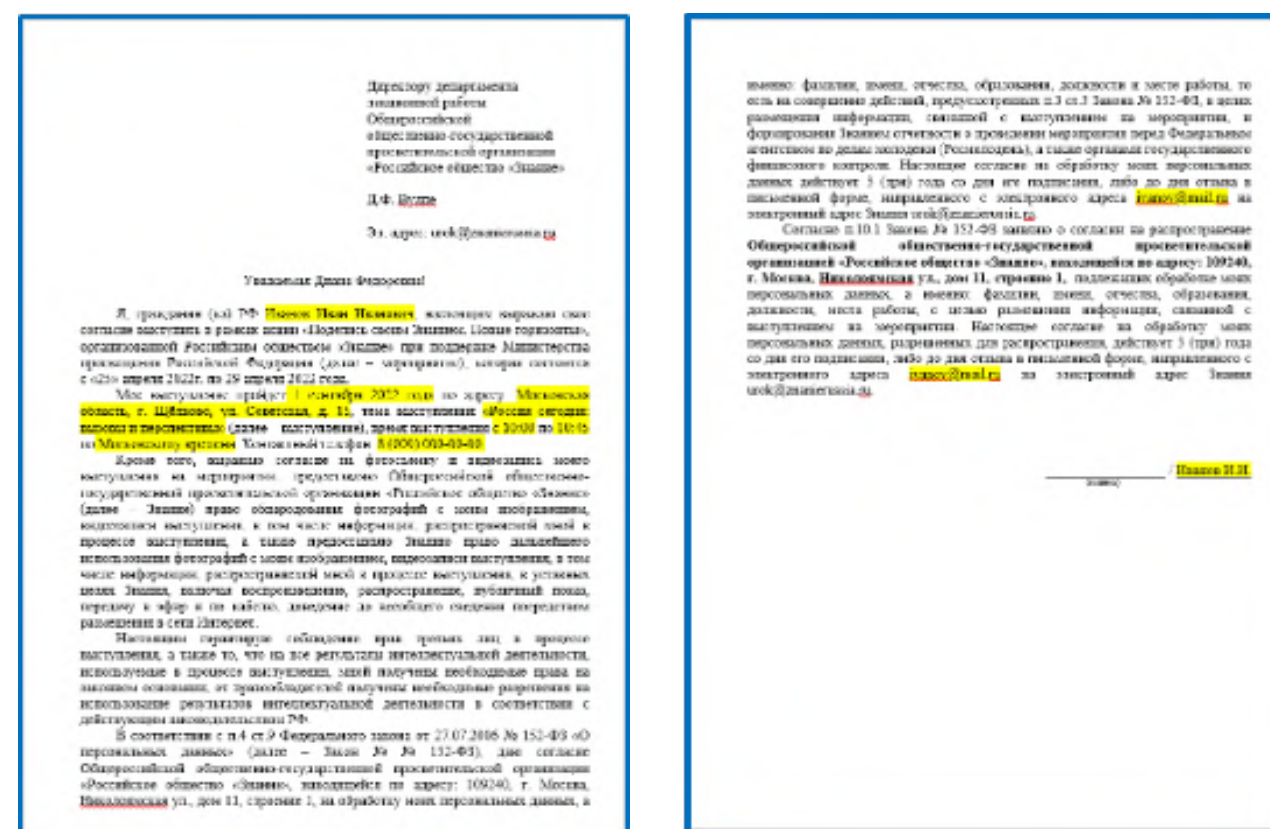 Директору департамента
лекционной работы
Общероссийской
общественно-государственной
просветительской организации
«Российское общество «Знание»
Д.Ф.
Эл. адрес: urok@znanierussia.ru
Уважаемая Диана Федоровна!
Я, гражданин (ка) РФ Иванов Иван Иванович, настоящим выражаю свое
согласие выступить в рамках акции «Поделись своим Знанием. Новые горизонты»,
организованной Российским обществом «Знание» при поддержке Министерства
просвещения Российской Федерации (далее – мероприятие), которая состоится
с «25» апреля 2022г. по 29 апреля 2022 года.
Мое выступление пройдет 1 сентября 2022 года по адресу: Московская
область, г. Щёлково, ул. Советская, д. 15, тема выступления «Россия сегодня:
вызовы и перспективы» (далее – выступление), время выступления с 10:00 по 10:45
по Московскому времени. Контактный телефон: 8 (000) 000-00-00.
Кроме того, выражаю согласие на фотосъемку и видеозапись моего
выступления на мероприятии, предоставляю Общероссийской общественно-
государственной просветительской организации «Российское общество «Знание»
(далее – Знание) право обнародования фотографий с моим изображением,
видеозаписи выступления, в том числе информации, распространяемой мной в
процессе выступления, а также предоставляю Знанию право дальнейшего
использования фотографий с моим изображением, видеозаписи выступления, в том
числе информации, распространяемой мной в процессе выступления, в уставных
целях Знания, включая воспроизведение, распространение, публичный показ,
передачу в эфир и по кабелю, доведение до всеобщего сведения посредством
размещения в сети Интернет.
Настоящим гарантирую соблюдение прав третьих лиц в процессе
выступления, а также то, что на все результаты интеллектуальной деятельности,
используемые в процессе выступления, мной получены необходимые права на
законном основании, от правообладателей получены необходимые разрешения на
использование результатов интеллектуальной деятельности в соответствии с
действующим законодательством РФ.
В соответствии с п.4 ст.9 Федерального закона от 27.07.2006 № 152-ФЗ «О
персональных данных» (далее – Закон № № 152-ФЗ), даю согласие
Общероссийской общественно-государственной просветительской организации
«Российское общество «Знание», находящейся по адресу: 109240, г. Москва,
Николоямская ул., дом 11, строение 1, на обработку моих персональных данных, а
именно: фамилии, имени, отчества, образования, должности и месте работы, то
есть на совершение действий, предусмотренных п.3 ст.3 Закона № 152-ФЗ, в целях
размещения информации, связанной с выступлением на мероприятии, и
формирования Знанием отчетности о проведении мероприятия перед Федеральным
агентством по делам молодежи (Росмолодежь), а также органами государственного
финансового контроля. Настоящее согласие на обработку моих персональных
данных действует 3 (три) года со дня его подписания, либо до дня отзыва в
письменной форме, направленного с электронного адреса ivanov@mail.ru на
электронный адрес Знания urok@znanierussia.ru.
Согласно п.10.1 Закона № 152-ФЗ заявляю о согласии на распространение
Общероссийской общественно-государственной просветительской
организацией «Российское общество «Знание», находящейся по адресу: 109240,
г. Москва, Николоямская ул., дом 11, строение 1, подлежащих обработке моих
персональных данных, а именно: фамилии, имени, отчества, образования,
должности, места работы, с целью размещения информации, связанной с
выступлением на мероприятии. Настоящее согласие на обработку моих
персональных данных, разрешенных для распространения, действует 3 (три) года
со дня его подписания, либо до дня отзыва в письменной форме, направленного с
электронного адреса ivanov@mail.ru на электронный адрес Знания
urok@znanierussia.ru.
/ Иванов И.И.
(подпись)